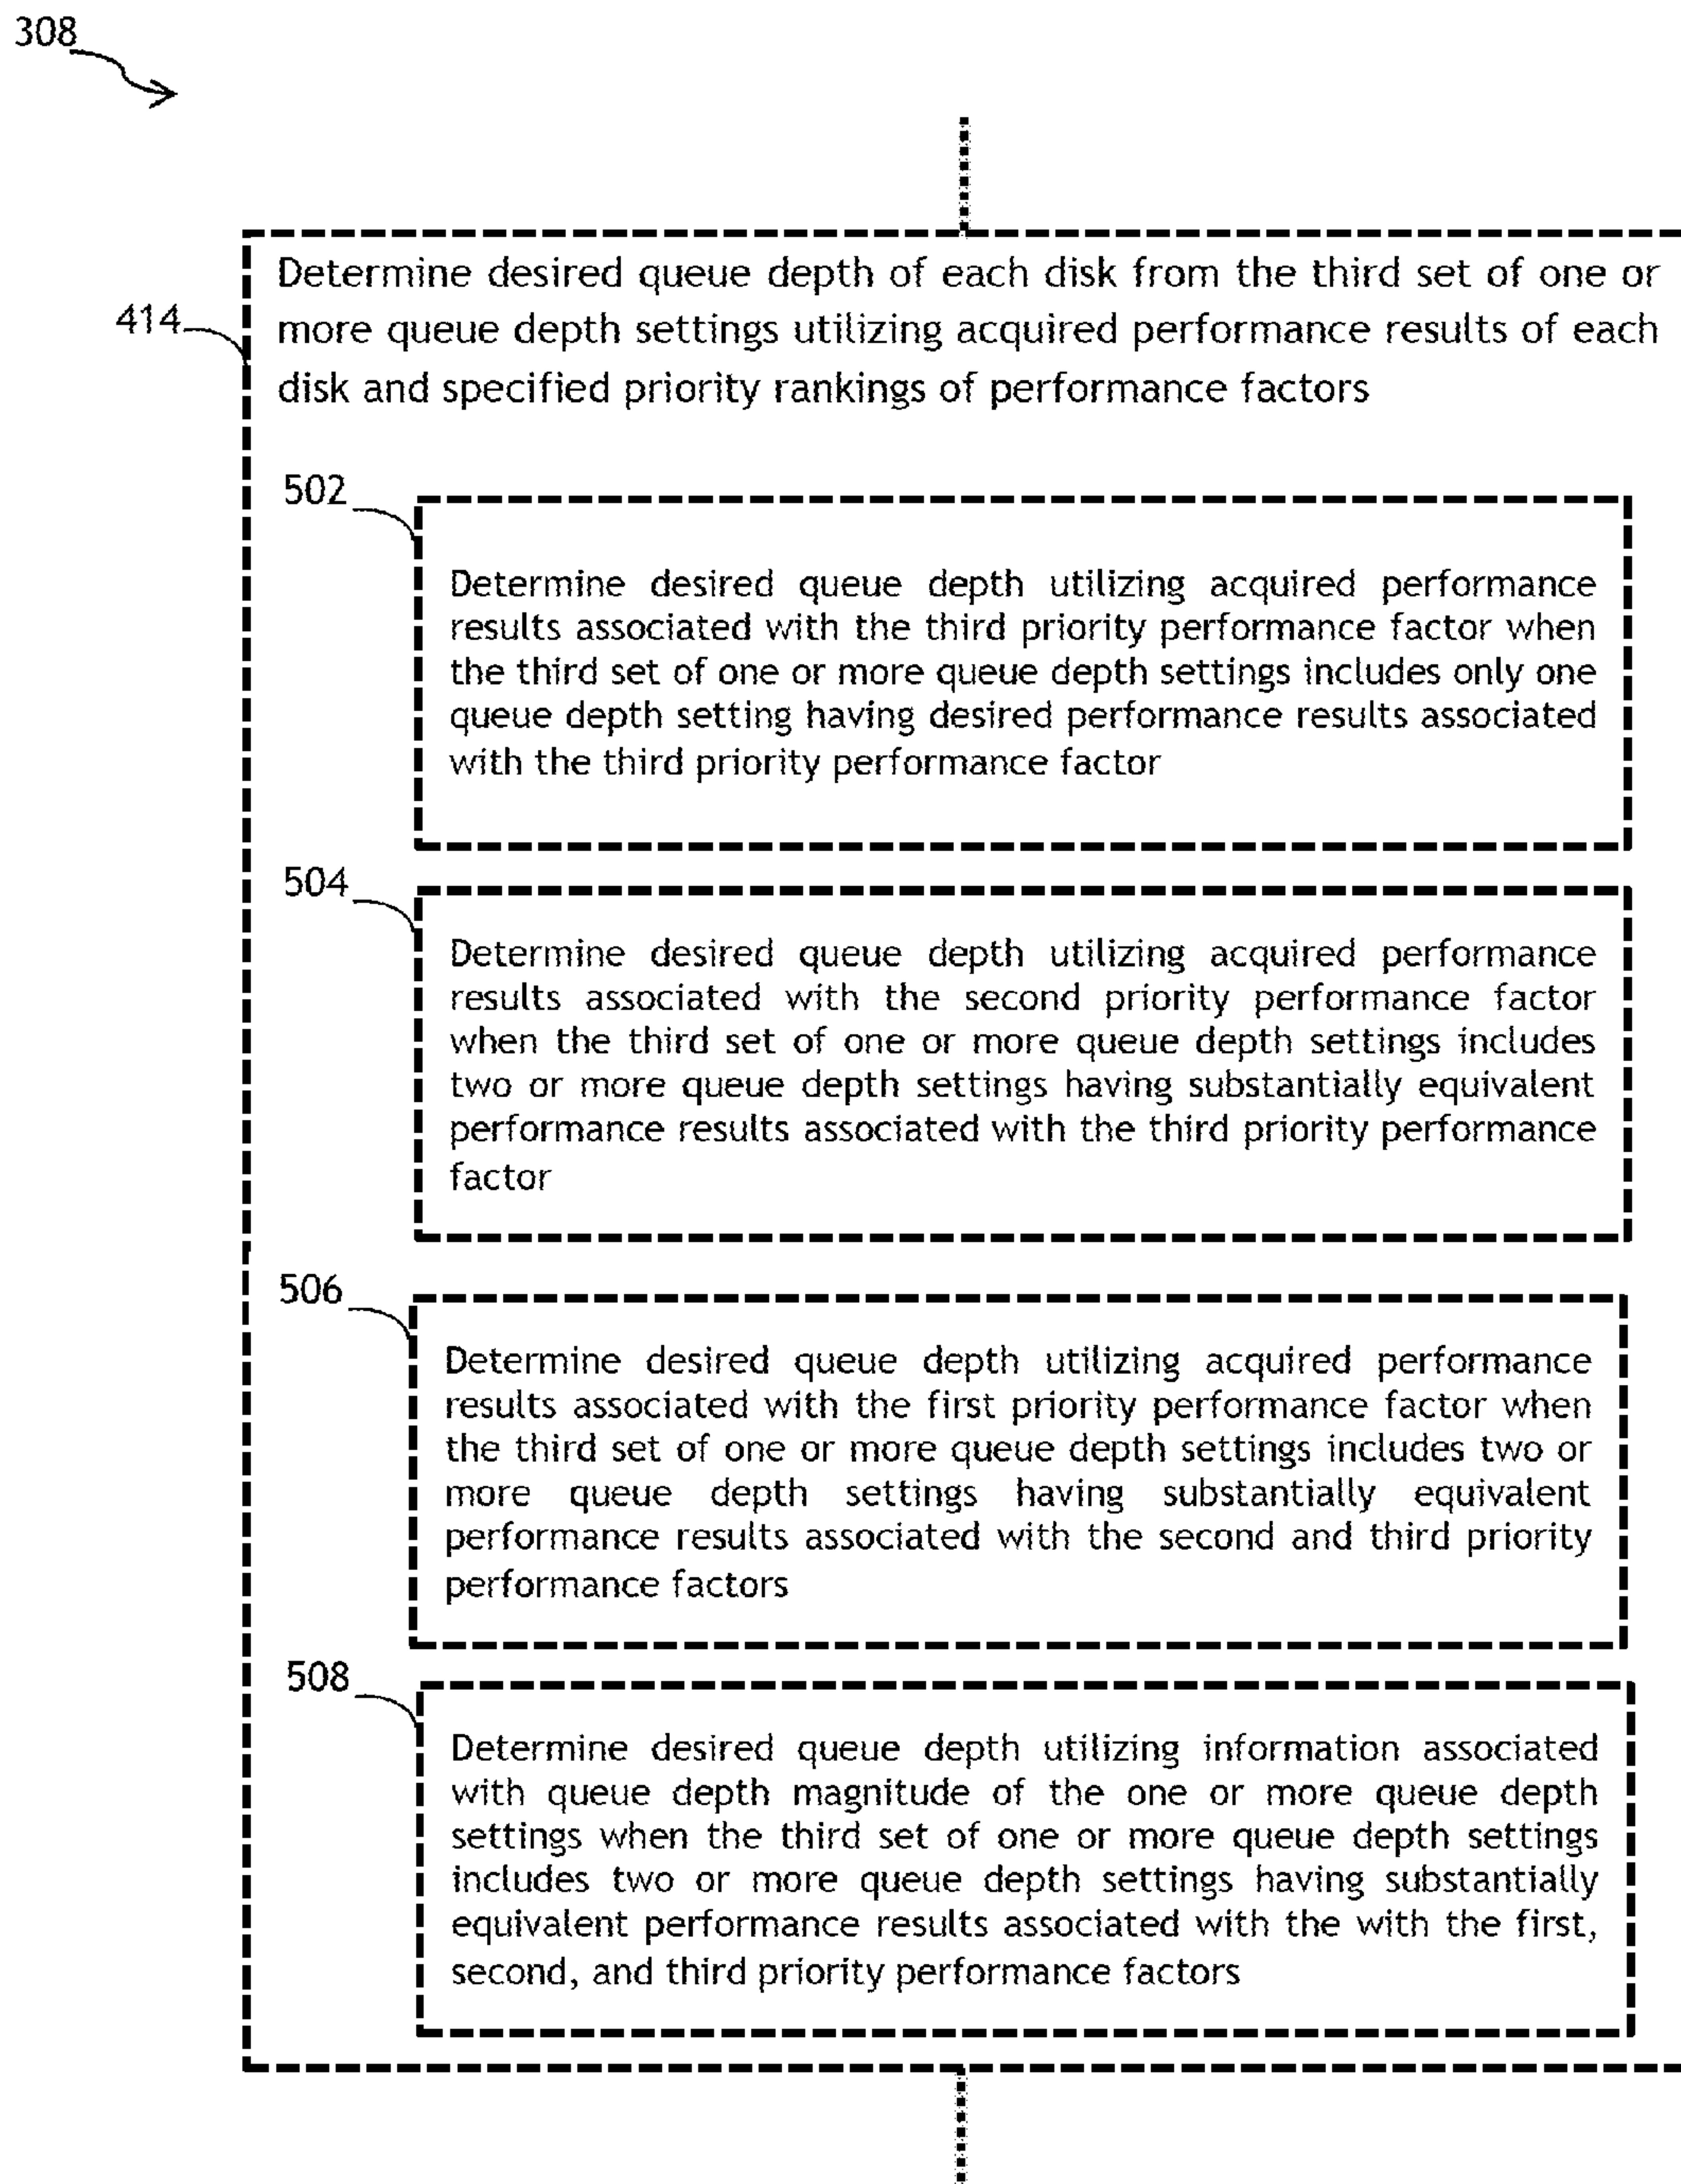 308
414
Determine desired queue depth of each disk from the third set of one or
more queue depth settings utilizing acquired performance results of each
disk and specified priority rankings of performance factors
502
Determine desired queue depth utilizing acquired performance
results associated with the third priority performance factor when
the third set of one or more queue depth settings includes only one
queue depth setting having desired performance results associated
with the third priority performance factor
504
Determine desired queue depth utilizing acquired performance
results associated with the second priority performance factor
when the third set of one or more queue depth settings includes
two or more queue depth settings having substantially equivalent
performance results associated with the third priority performance
factor
506
Determine desired queue depth utilizing acquired performance
results associated with the first priority performance factor when
the third set of one or more queue depth settings includes two or
more queue depth settings having substantially equivalent
performance results associated with the second and third priority
performance factors
508
Determine desired queue depth utilizing information associated
with queue depth magnitude of the one or more queue depth
settings when the third set of one or more queue depth settings
includes two or more queue depth settings having substantially
equivalent performance results associated with the with the first,
second, and third priority performance factors